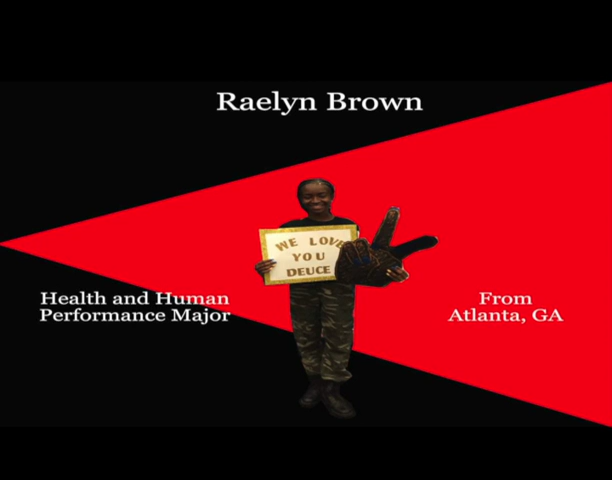 Raelyn Brown
WE LOVE
YOU
DEUCE
Health and Human
Performance Major
From
Atlanta, GA